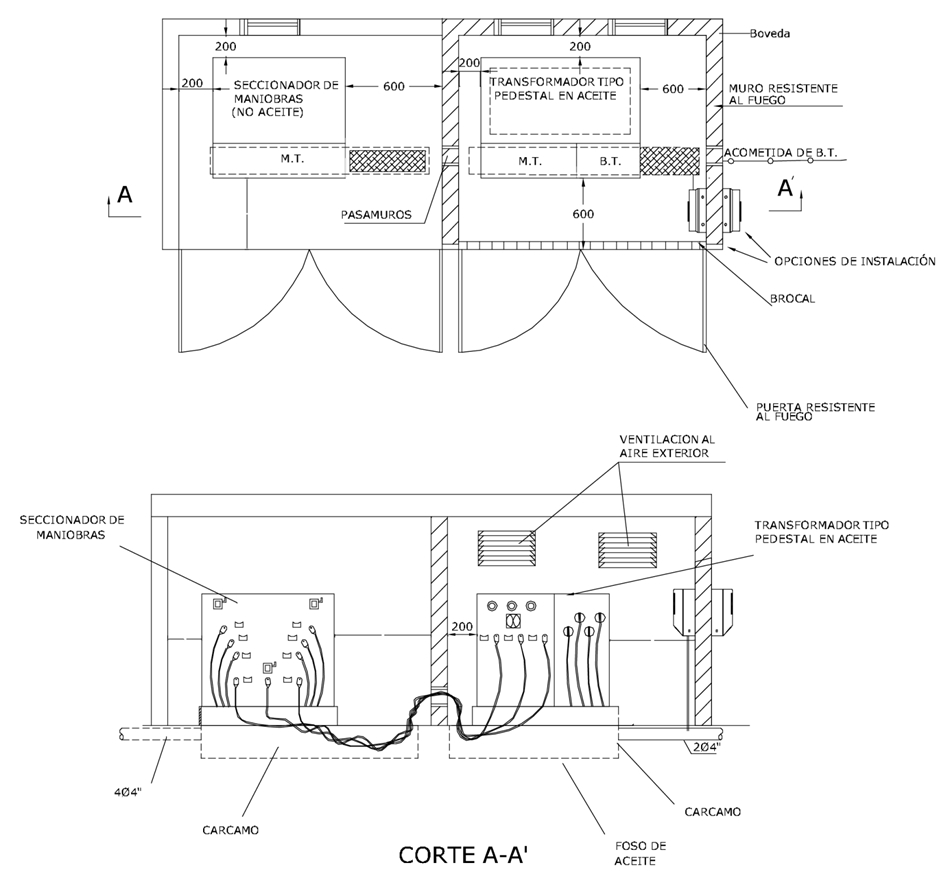 200
200
Boveda
200
SECCIONADOR DE
MANIOBRAS
(NO ACEITE)
600
200
TRANSFORMADOR TIPO
PEDESTAL EN ACEITE
600
MURO RESISTENTE
AL FUEGO
M.T.
M.T.
B.T.
ACOMETIDA DE B.T.
A
A'
PASAMUROS
600
OPCIONES DE INSTALACIÓN
BROCAL
PUERTA RESISTENTE
AL FUEGO
VENTILACION AL
AIRE EXTERIOR
SECCIONADOR DE
MANIOBRAS
TRANSFORMADOR TIPO
PEDESTAL EN ACEITE
200
2Ø4"
4Ø4"
CARCAMO
CARCAMO
FOSO DE
ACEITE
CORTE A-A'